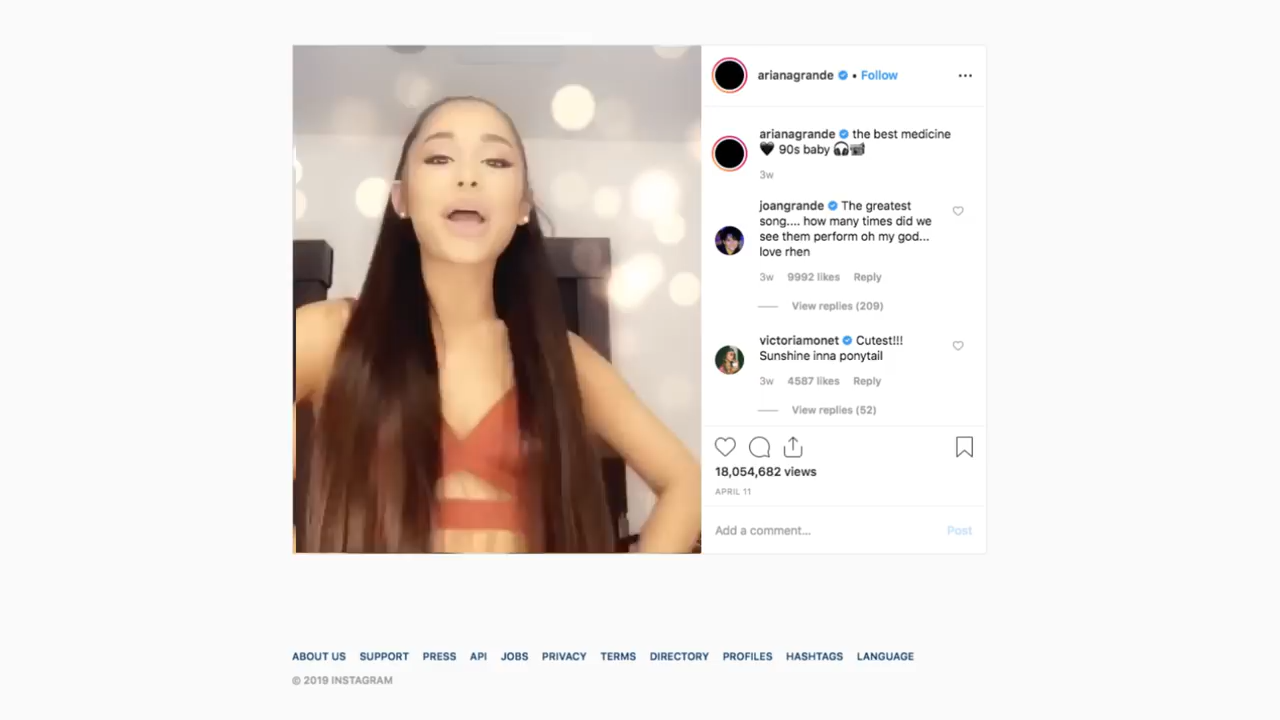 arianagrande • Follow
arianagrande the best medicine
🖤 90s baby 🎧📹
3w
joangrande The greatest
song.... how many times did we
see them perform oh my god...
love rhen
3w 9992 likes Reply
View replies (209)
victoriamonet Cutest!!!
Sunshine inna ponytail
3w 4587 likes Reply
View replies (52)
18,054,682 views
APRIL 11
Add a comment... Post
ABOUT US SUPPORT PRESS API JOBS PRIVACY TERMS DIRECTORY PROFILES HASHTAGS LANGUAGE
© 2019 INSTAGRAM